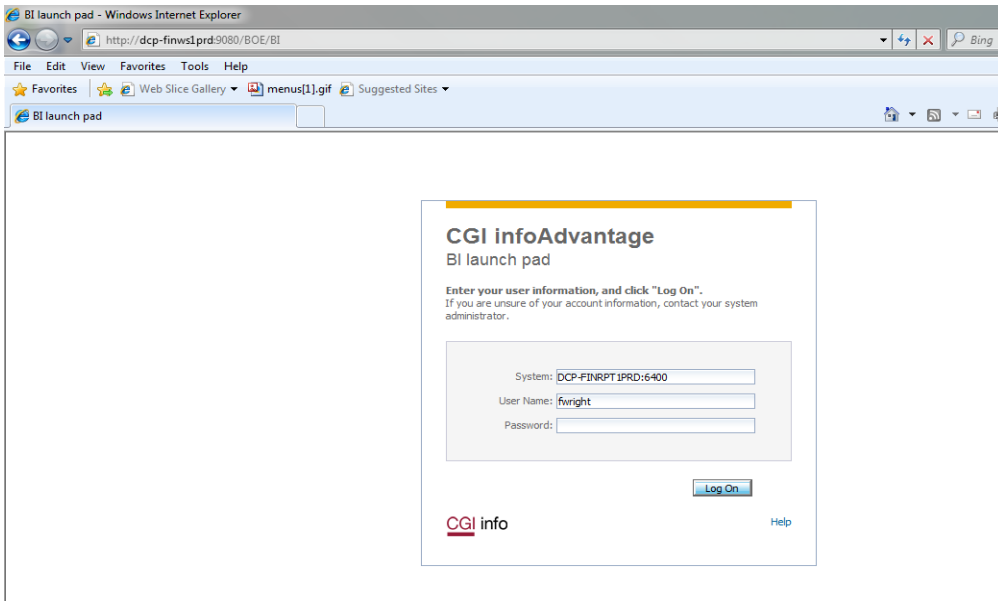 BI launch pad - Windows Internet Explorer
http://dcp-finws1prd:9080/BOE/BI
Bing
File Edit View Favorites Tools Help
Favorites Web Slice Gallery menus[1].gif Suggested Sites
BI launch pad
CGI infoAdvantage
BI launch pad
Enter your user information, and click "Log On".
If you are unsure of your account information, contact your system
administrator.
System: DCP-FINRPT1PRD:6400
User Name: fwright
Password:
Log On
CGI info
Help